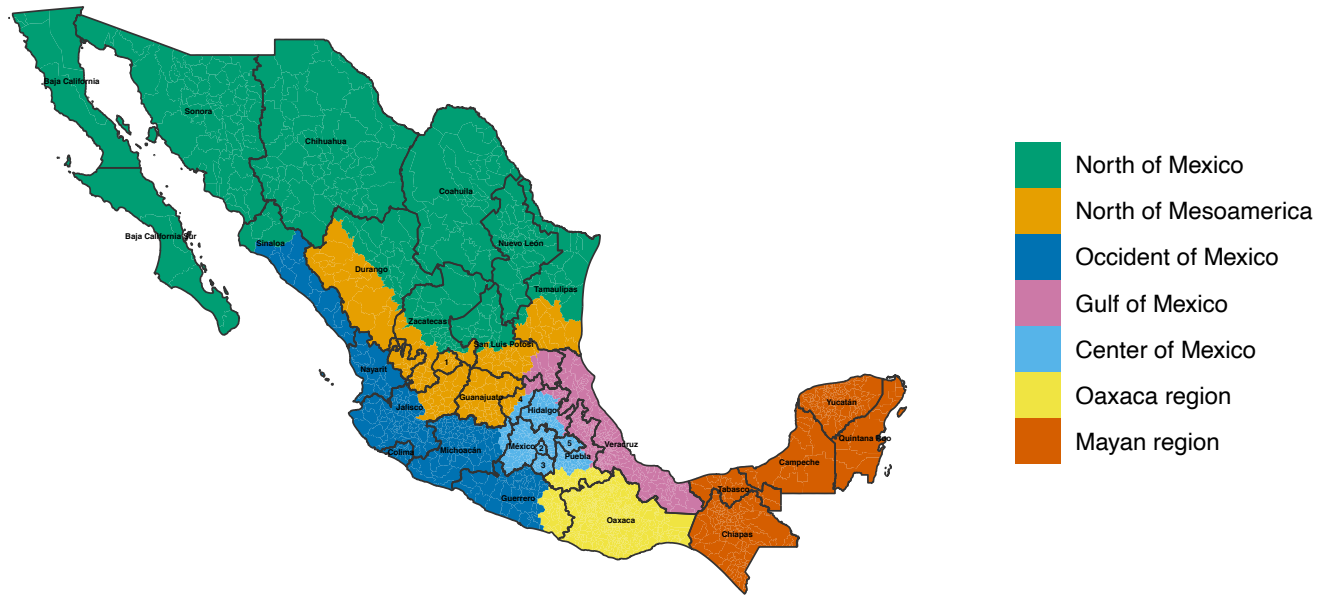 Baja California
Sonora
Chihuahua
Coahuila
Baja California Sur
Sinaloa
Nuevo León
Durango
Tamaulipas
Zacatecas
San Luis Potosí
1
Nayarit
Guanajuato
4
Jalisco
Hidalgo
Colima
Michoacán
México
2
5
Puebla
3
Veracruz
Guerrero
Oaxaca
Yucatán
Quintana Roo
Campeche
Tabasco
Chiapas
North of Mexico
North of Mesoamerica
Occident of Mexico
Gulf of Mexico
Center of Mexico
Oaxaca region
Mayan region